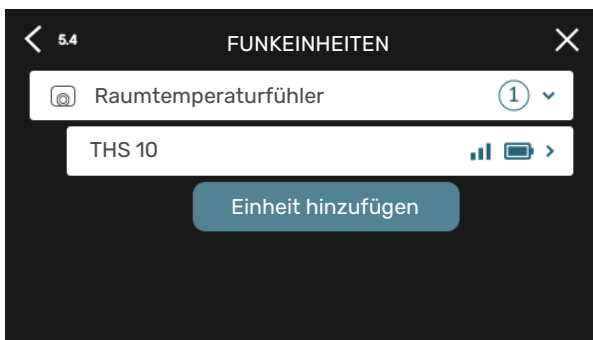 5.4 FUNKEINHEITEN
Raumtemperaturfühler 1
THS 10
Einheit hinzufügen